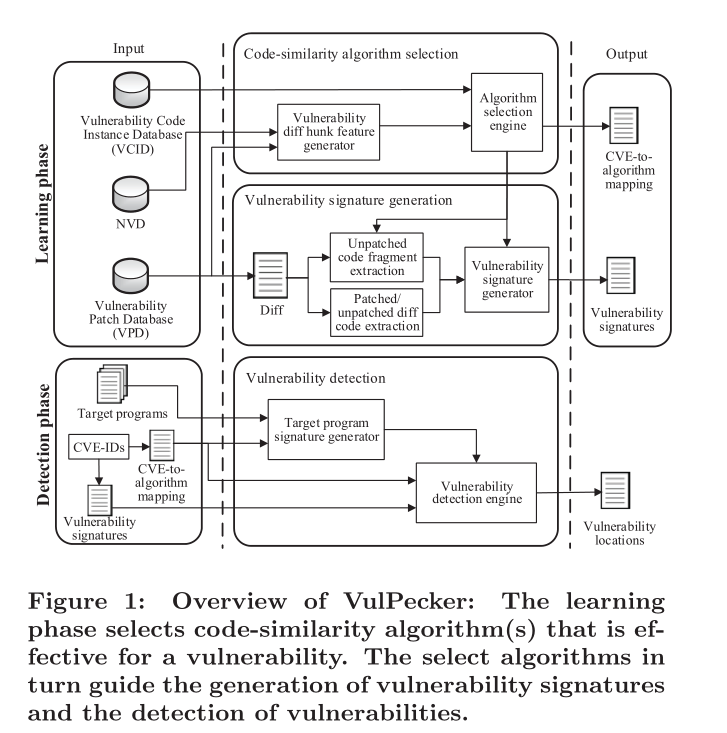 Input
Code-similarity algorithm selection
Output
Learning phase
Vulnerability Code
Instance Database
(VCID)
NVD
Vulnerability
Patch Database
(VPD)
Vulnerability
diff hunk feature
generator
Algorithm
selection
engine
CVE-to-
algorithm
mapping
Vulnerability signature generation
Diff
Unpatched
code fragment
extraction
Patched/
unpatched diff
code extraction
Vulnerability
signature
generator
Vulnerability
signatures
Detection phase
Target programs
CVE-IDs
CVE-to-
algorithm
mapping
Vulnerability
signatures
Vulnerability detection
Target program
signature generator
Vulnerability
detection engine
Vulnerability
locations
Figure 1: Overview of VulPecker: The learning
phase selects code-similarity algorithm(s) that is ef-
fective for a vulnerability. The select algorithms in
turn guide the generation of vulnerability signatures
and the detection of vulnerabilities.